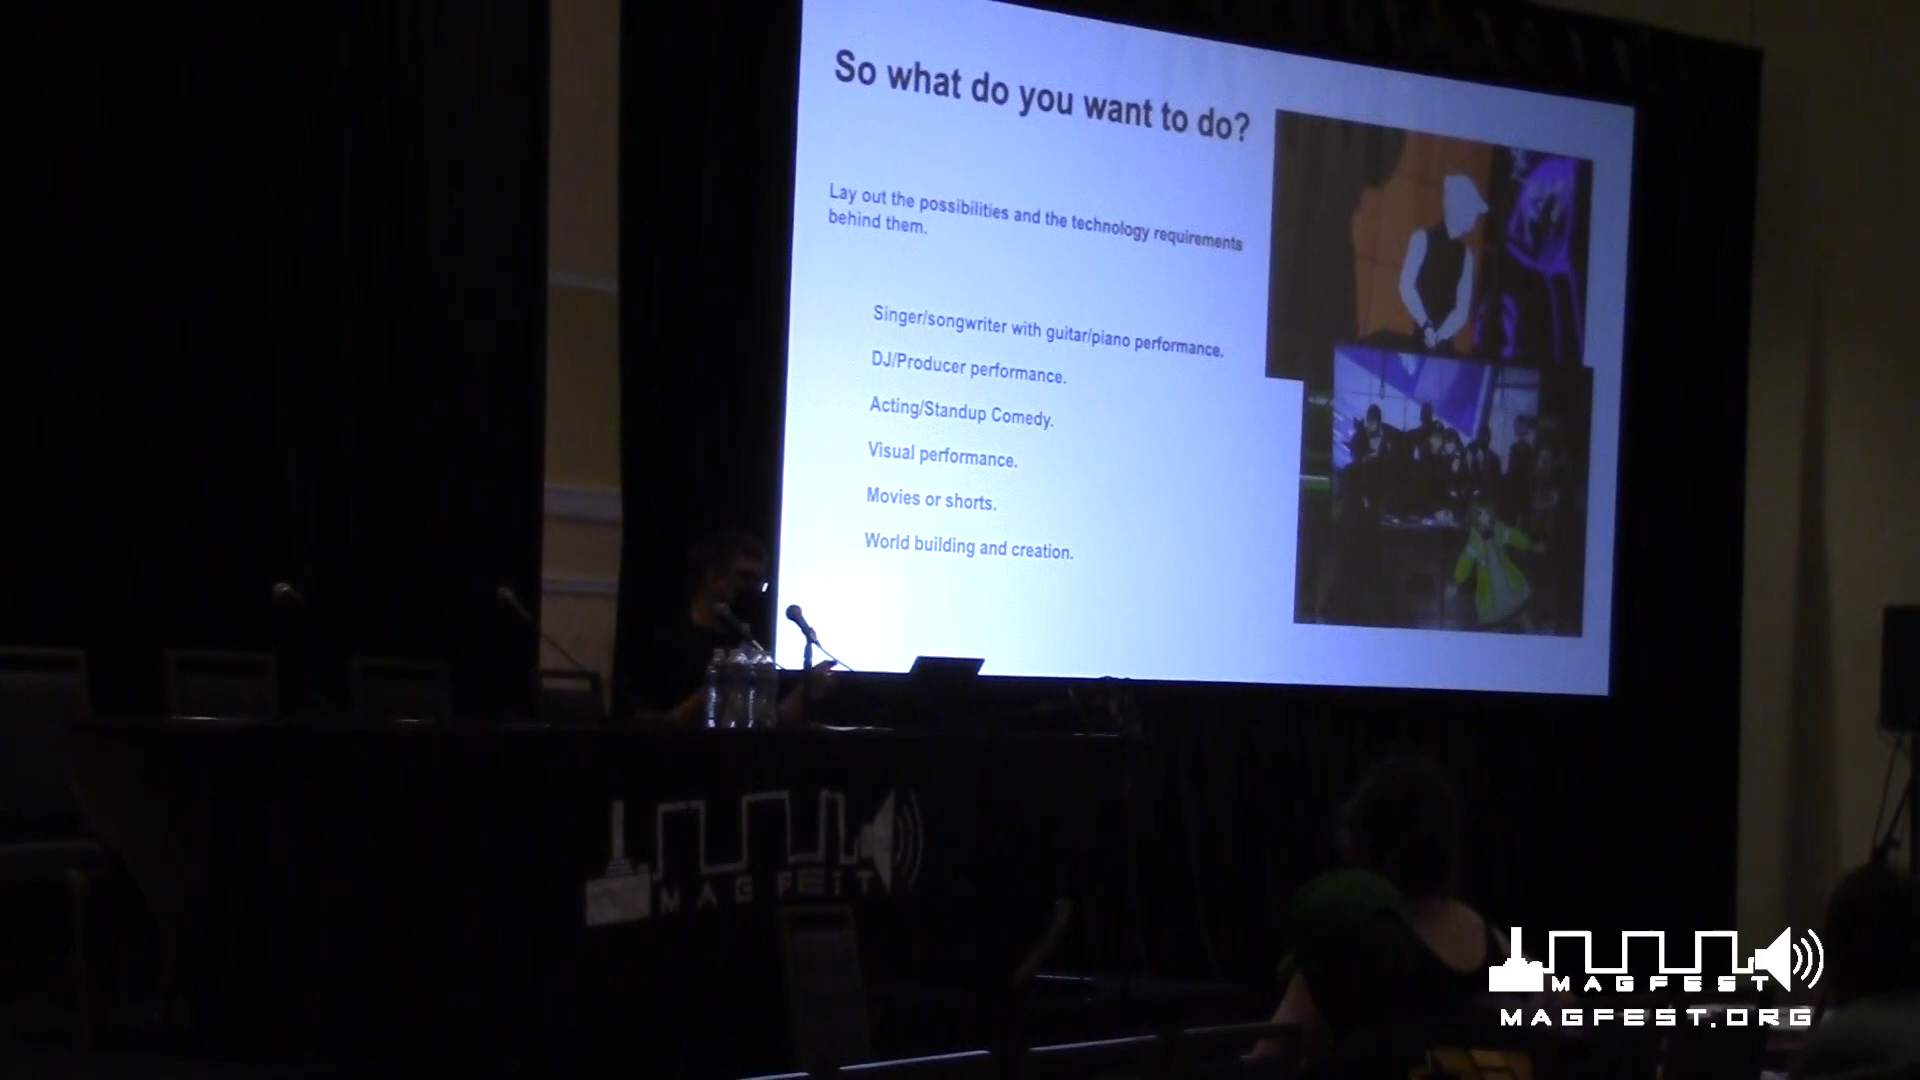 So what do you want to do?
Lay out the possibilities and the technology requirements
behind them.
Singer/songwriter with guitar/piano performance.
DJ/Producer performance.
Acting/Standup Comedy.
Visual performance.
Movies or shorts.
World building and creation.
MAGFEST
MAGFEST
MAGFEST.ORG